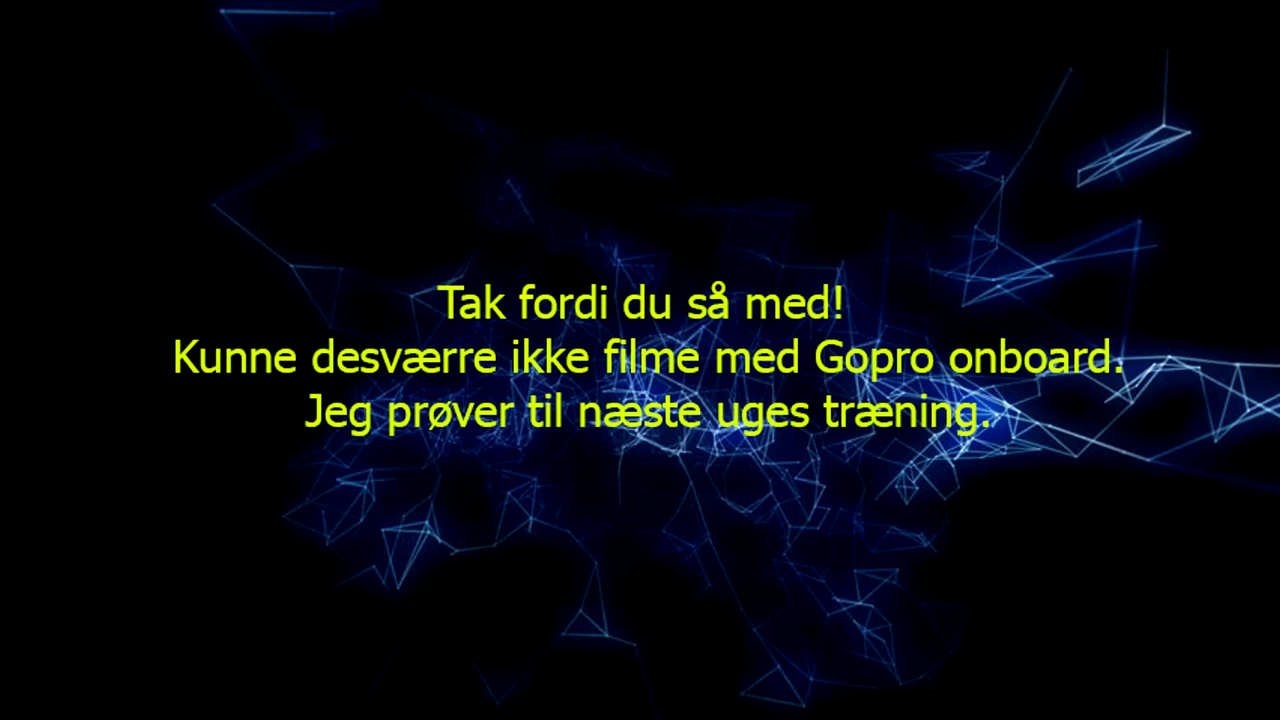 Tak fordi du så med!
Kunne desværre ikke filme med Gopro onboard.
Jeg prøver til næste uges træning.